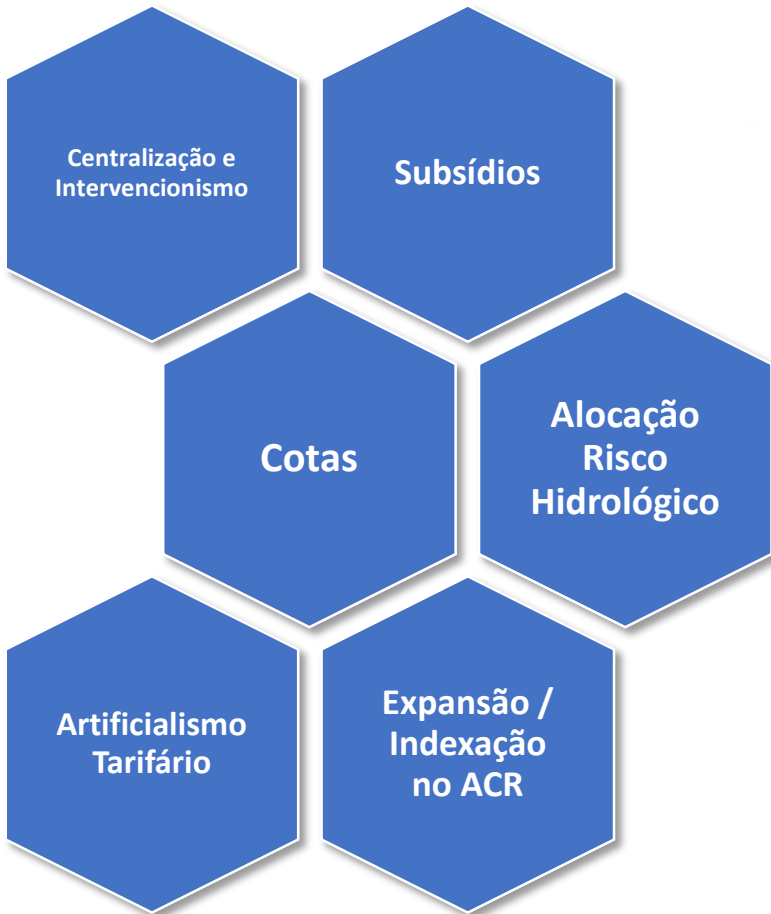 Centralização e
Intervencionismo
Subsídios
Cotas
Alocação
Risco
Hidrológico
Artificialismo
Tarifário
Expansão /
Indexação
no ACR